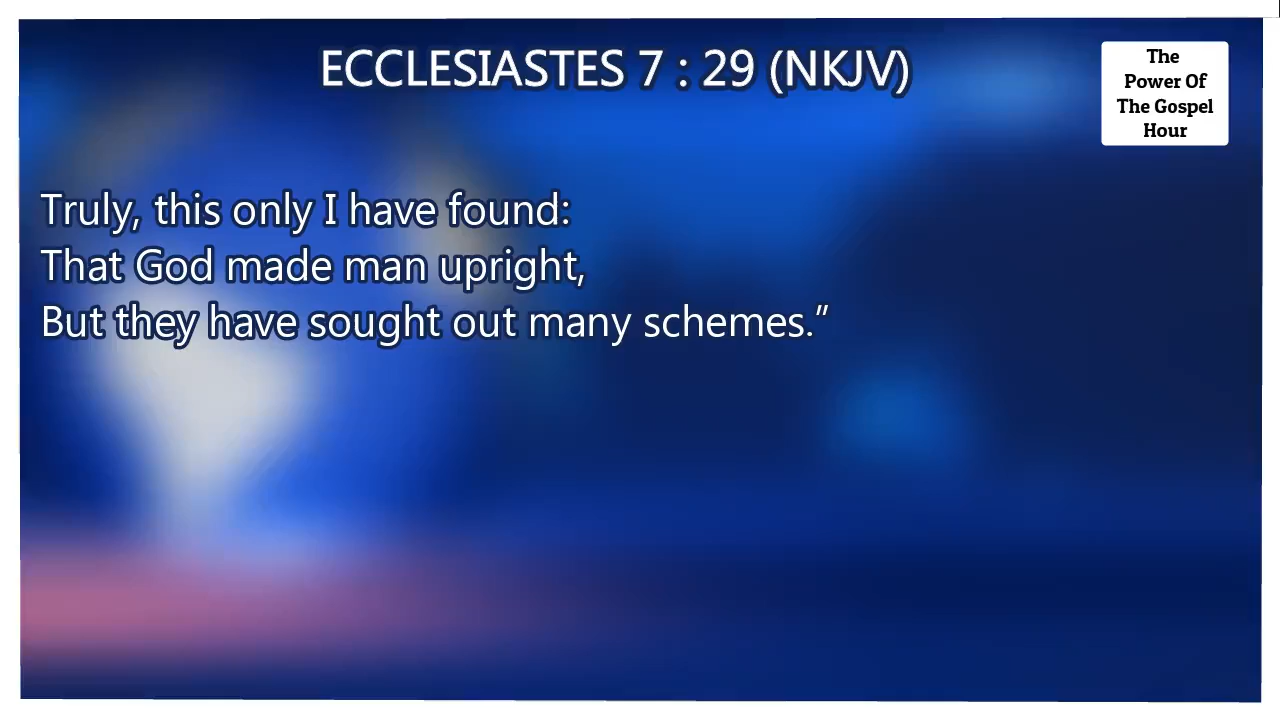 ECCLESIASTES 7 : 29 (NKJV)
The
Power Of
The Gospel
Hour
Truly, this only I have found:
That God made man upright,
But they have sought out many schemes.”